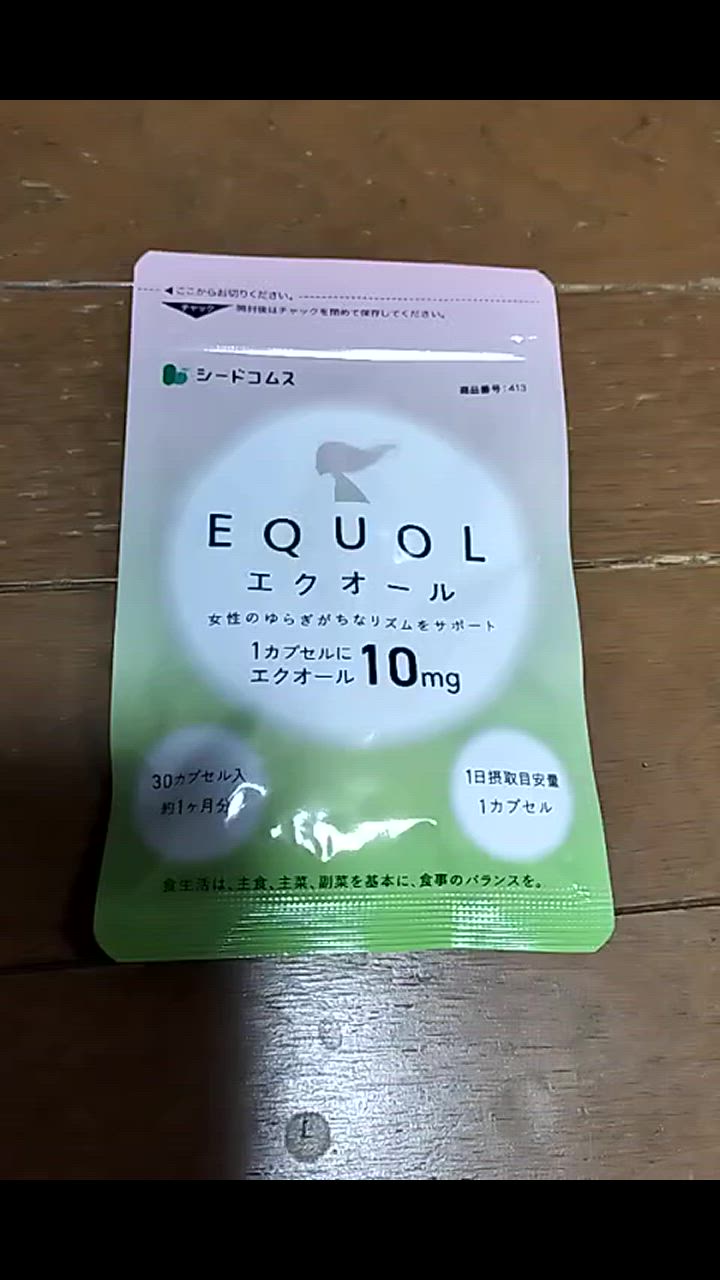 ◀ここからお切りください。
チャック 開封後はチャックを閉めて保存してください。
シードコムス
商品番号:413
EQUOL
エクオール
女性のゆらぎがちなリズムをサポート
1カプセルに
エクオール 10mg
30カプセル入
約1ヶ月分
1日摂取目安量
1カプセル
食生活は、主食、主菜、副菜を基本に、食事のバランスを。